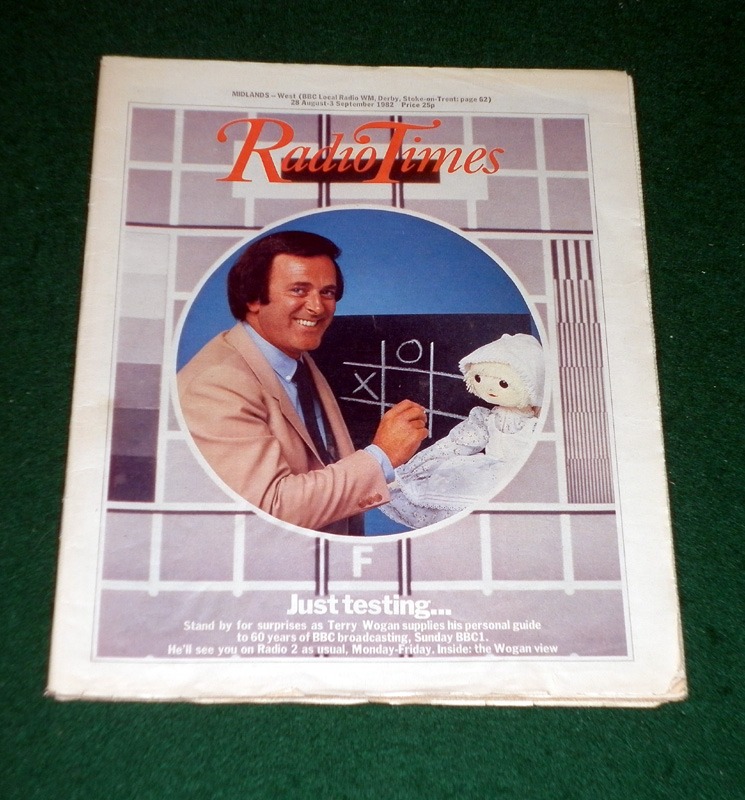 MIDLANDS – West (BBC Local Radio WM, Derby, Stoke-on-Trent: page 62)
28 August-3 September 1982 Price 25p
Radio Times
O
X
F
Just testing...
Stand by for surprises as Terry Wogan supplies his personal guide
to 60 years of BBC broadcasting, Sunday BBC1.
He'll see you on Radio 2 as usual, Monday-Friday. Inside: the Wogan view